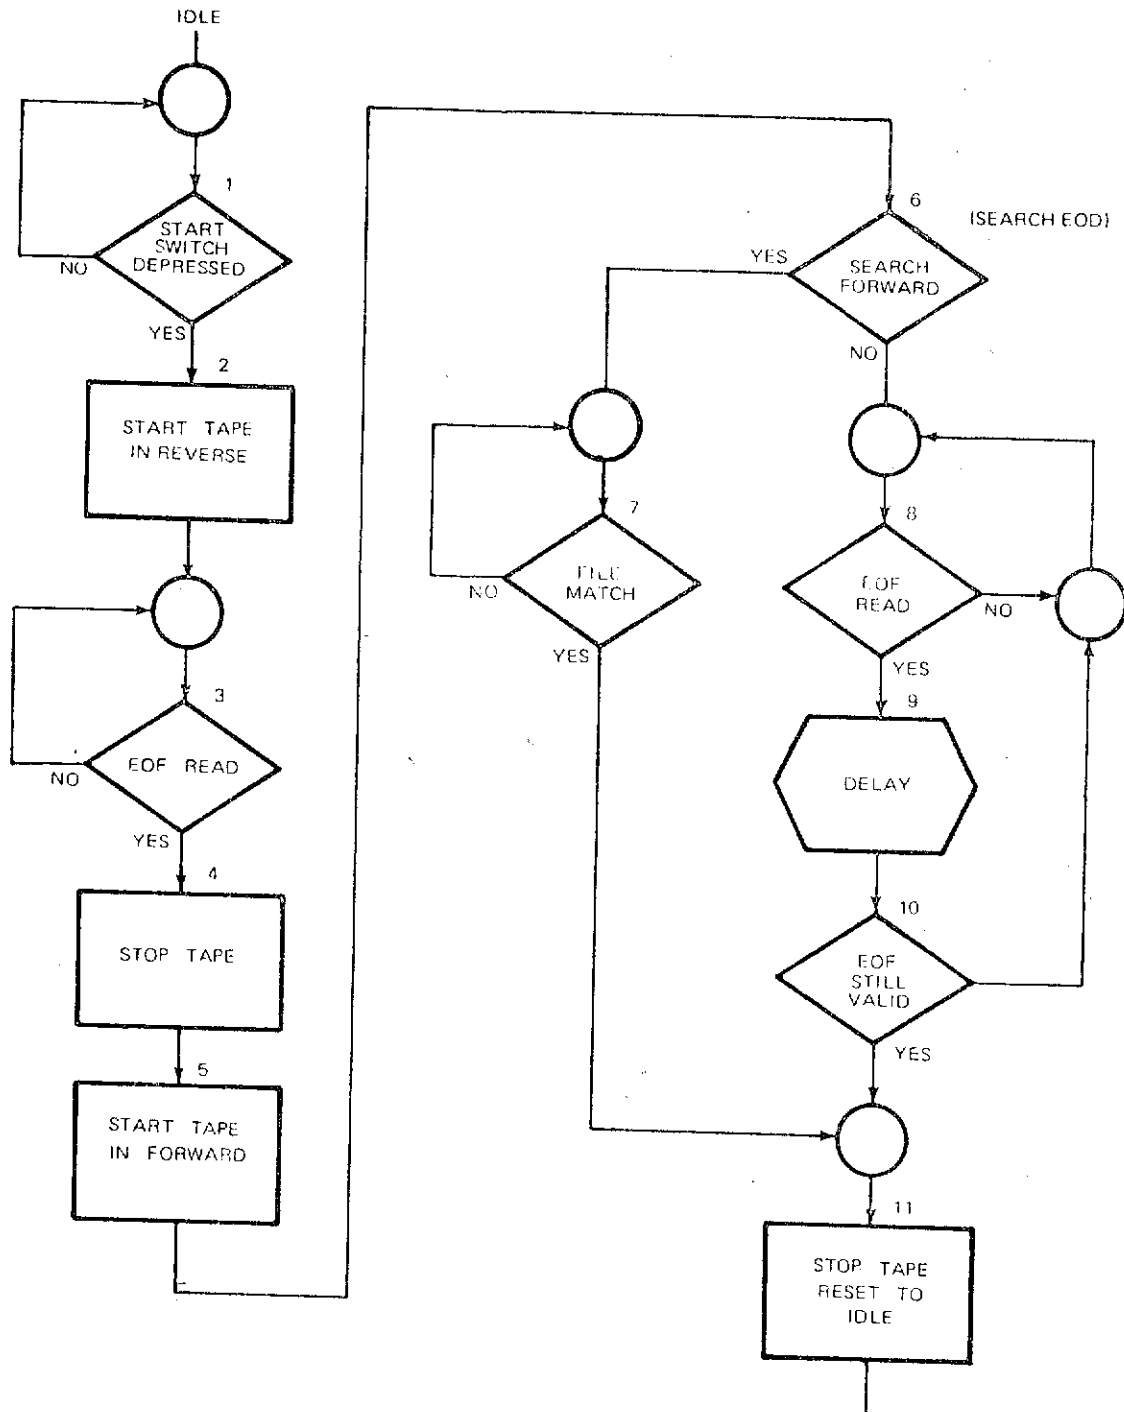 IDLE
1
START
SWITCH
DEPRESSED
NO
YES
2
START TAPE
IN REVERSE
3
EOF READ
NO
YES
4
STOP TAPE
5
START TAPE
IN FORWARD
6
(SEARCH EOD)
YES
SEARCH
FORWARD
NO
7
FILE
MATCH
NO
YES
8
EOF
READ
NO
YES
9
DELAY
10
EOF
STILL
VALID
YES
11
STOP TAPE
RESET TO
IDLE